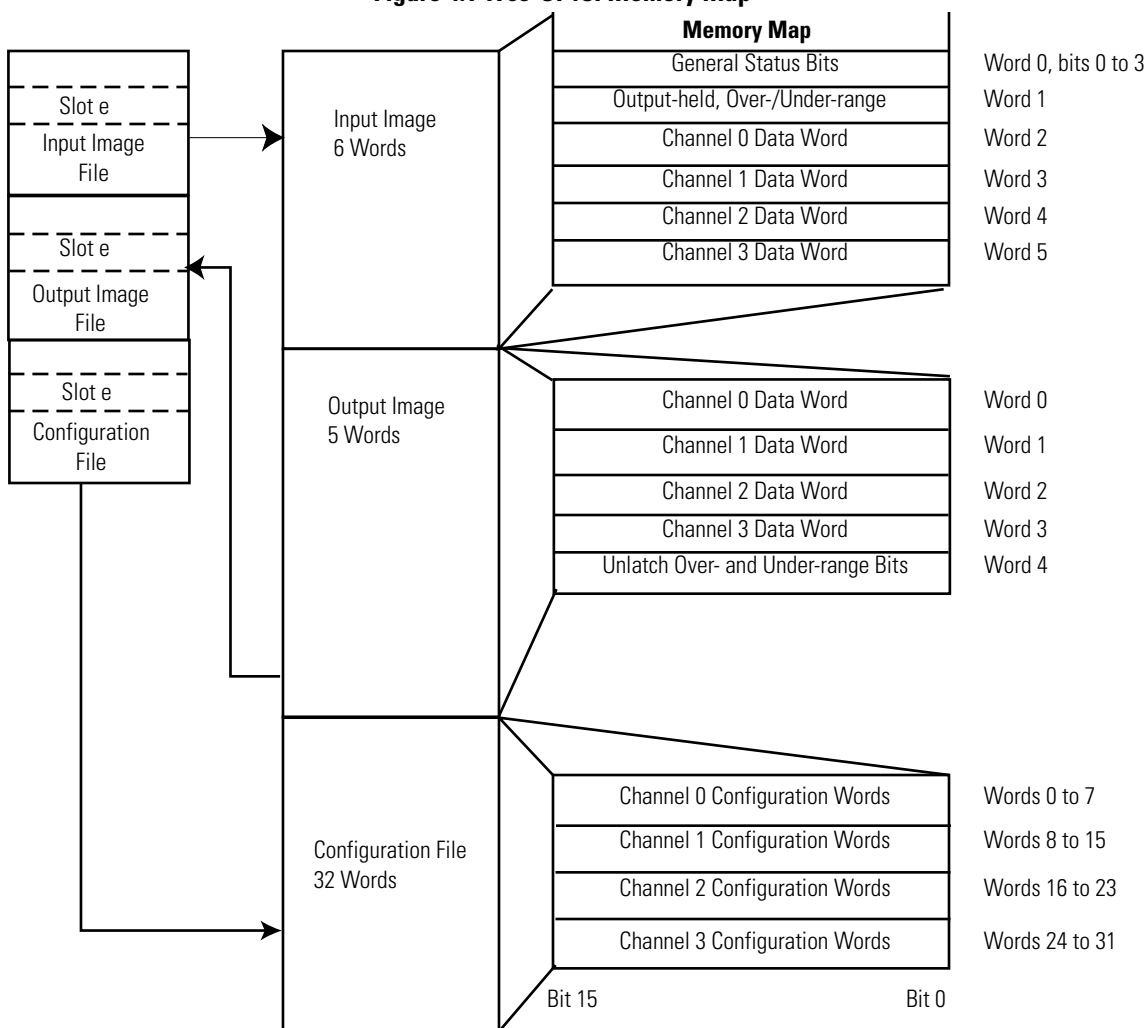 Memory Map
General Status Bits
Word 0, bits 0 to 3
Output-held, Over-/Under-range
Word 1
Channel 0 Data Word
Word 2
Channel 1 Data Word
Word 3
Channel 2 Data Word
Word 4
Channel 3 Data Word
Word 5
Slot e
Input Image
File
Slot e
Output Image
File
Slot e
Configuration
File
Input Image
6 Words
Output Image
5 Words
Channel 0 Data Word
Word 0
Channel 1 Data Word
Word 1
Channel 2 Data Word
Word 2
Channel 3 Data Word
Word 3
Unlatch Over- and Under-range Bits
Word 4
Configuration File
32 Words
Channel 0 Configuration Words
Words 0 to 7
Channel 1 Configuration Words
Words 8 to 15
Channel 2 Configuration Words
Words 16 to 23
Channel 3 Configuration Words
Words 24 to 31
Bit 15
Bit 0